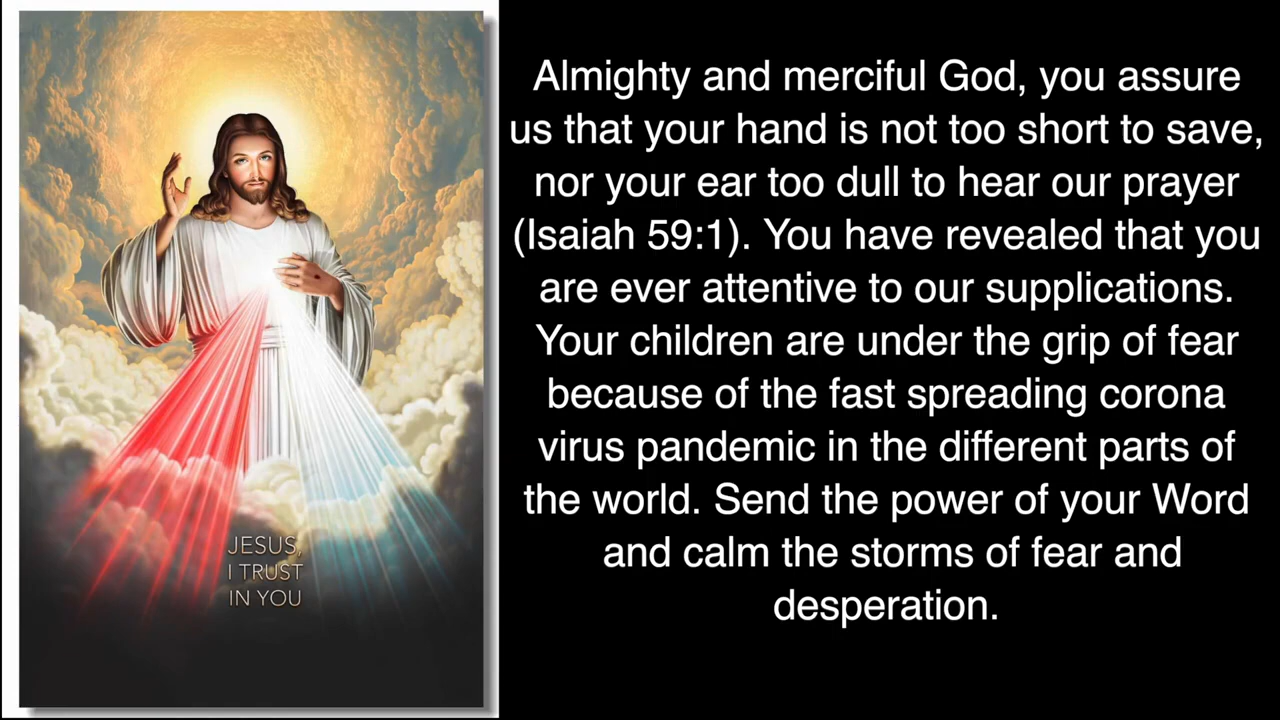 JESUS,
I TRUST
IN YOU
Almighty and merciful God, you assure
us that your hand is not too short to save,
nor your ear too dull to hear our prayer
(Isaiah 59:1). You have revealed that you
are ever attentive to our supplications.
Your children are under the grip of fear
because of the fast spreading corona
virus pandemic in the different parts of
the world. Send the power of your Word
and calm the storms of fear and
desperation.